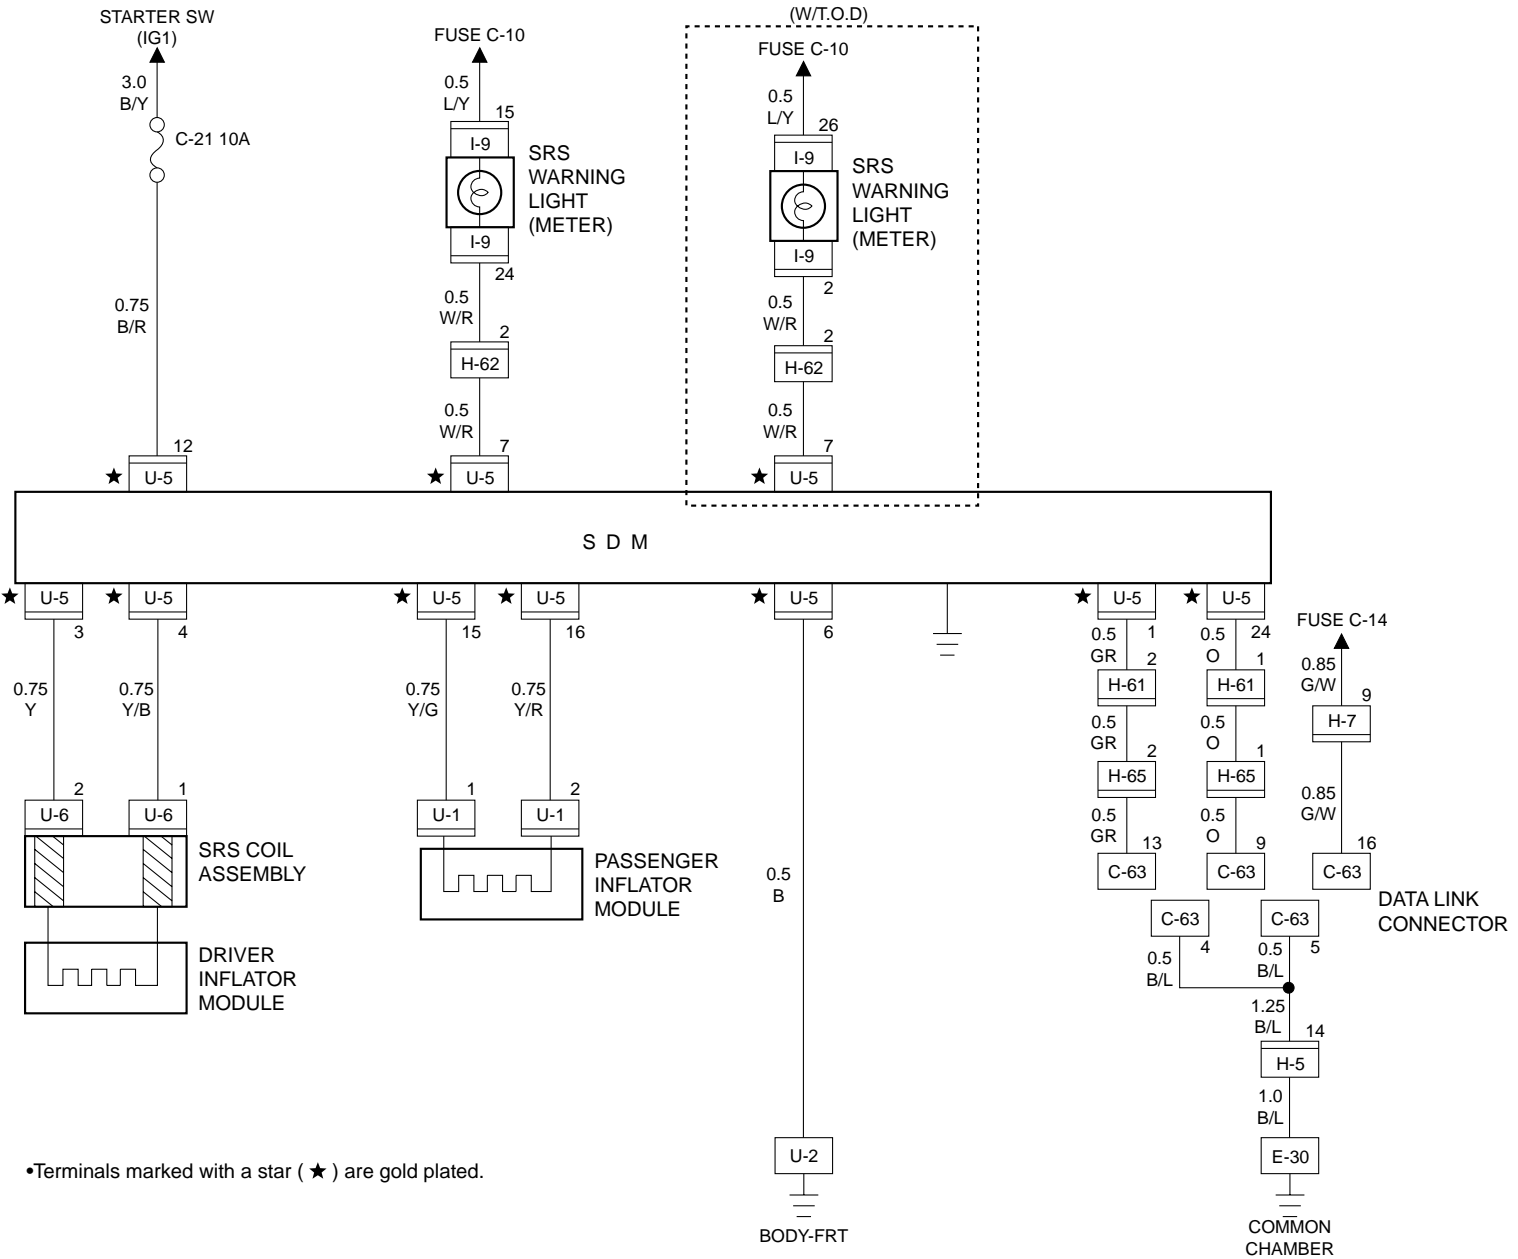 STARTER SW
(IG1)
3.0
B/Y
C-21 10A
0.75
B/R
12
★ U-5
FUSE C-10
0.5
L/Y
15
I-9
SRS
WARNING
LIGHT
(METER)
I-9
24
0.5
W/R
2
H-62
0.5
W/R
7
★ U-5
(W/T.O.D)
FUSE C-10
0.5
L/Y
26
I-9
SRS
WARNING
LIGHT
(METER)
I-9
2
0.5
W/R
2
H-62
0.5
W/R
7
★ U-5
S D M
★ U-5
3
0.75
Y
2
U-6
★ U-5
4
0.75
Y/B
1
U-6
SRS COIL
ASSEMBLY
DRIVER
INFLATOR
MODULE
★ U-5
15
0.75
Y/G
1
U-1
★ U-5
16
0.75
Y/R
2
U-1
PASSENGER
INFLATOR
MODULE
★ U-5
6
0.5
B
U-2
BODY-FRT
★ U-5
1
0.5
GR
2
H-61
0.5
GR
2
H-65
0.5
GR
13
C-63
★ U-5
24
0.5
O
1
H-61
0.5
O
1
H-65
0.5
O
9
C-63
FUSE C-14
0.85
G/W
9
H-7
0.85
G/W
16
C-63
DATA LINK
CONNECTOR
C-63
4
0.5
B/L
C-63
5
0.5
B/L
1.25
B/L
14
H-5
1.0
B/L
E-30
COMMON
CHAMBER
•Terminals marked with a star ( ★ ) are gold plated.